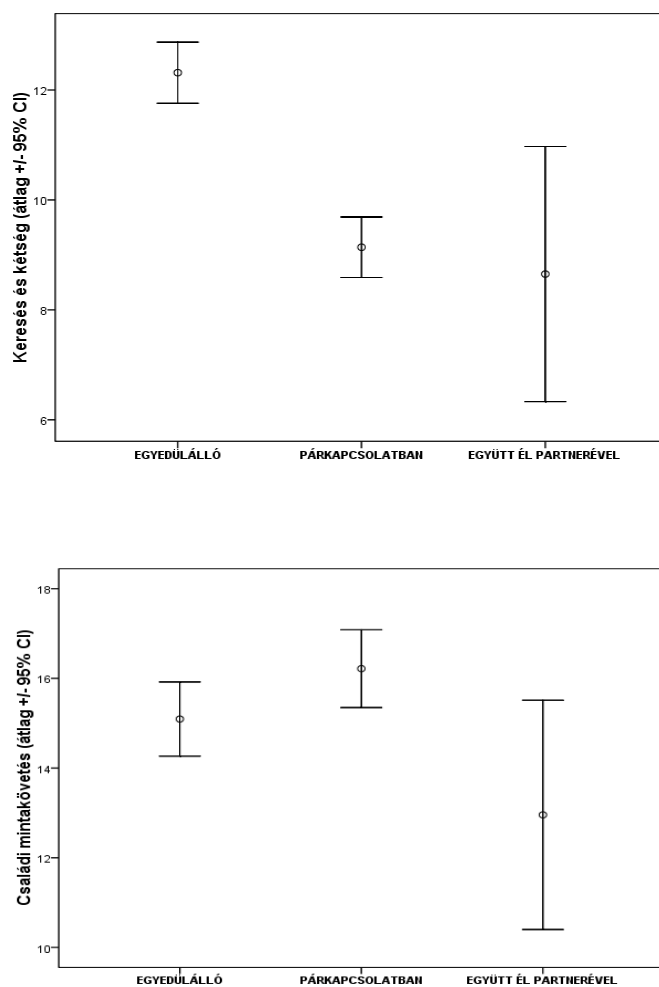 Keresés és kétség (átlag +/- 95% CI)
12
10
8
6
EGYEDÜLÁLLÓ PÁRKAPCSOLATBAN EGYÜTT ÉL PARTNERÉVEL
Családi mintakövetés (átlag +/- 95% CI)
18
16
14
12
10
EGYEDÜLÁLLÓ PÁRKAPCSOLATBAN EGYÜTT ÉL PARTNERÉVEL